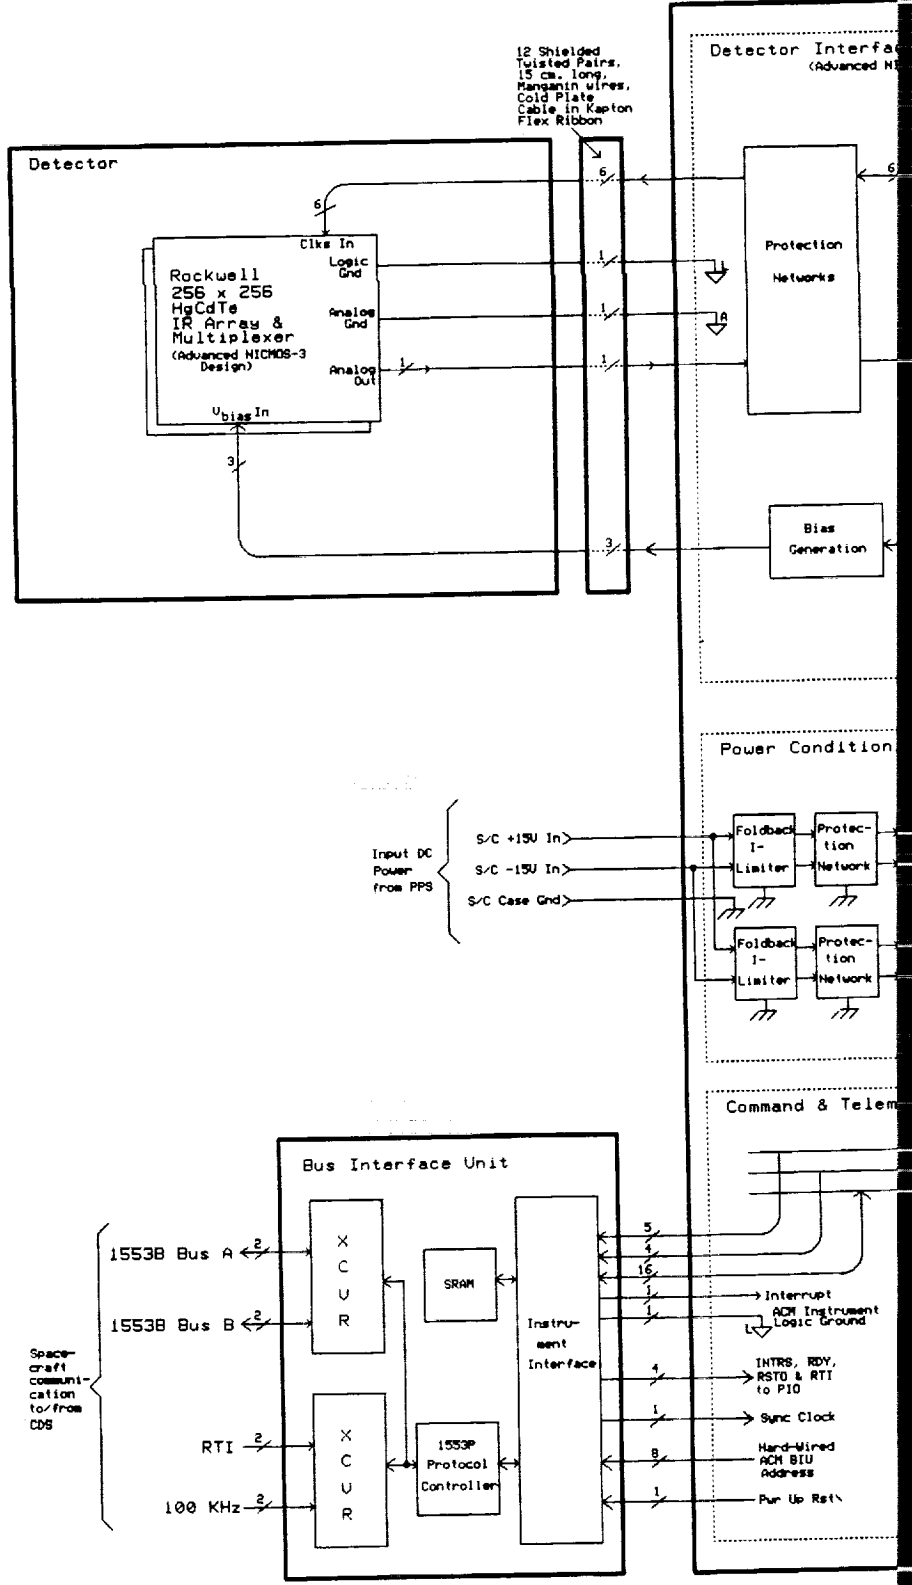 12 Shielded
Twisted Pairs,
15 cm. long,
Manganin wires,
Cold Plate
Cable in Kapton
Flex Ribbon
Detector Interfac
(Advanced NI
Detector
6
6
6
Clks In
Logic
Gnd
1
L
Rockwell
256 x 256
HgCdTe
IR Array &
Multiplexer
(Advanced NICMOS-3
Design)
Analog
Gnd
1
A
Analog
Out
1
1
Vbias In
3
3
Protection
Networks
Bias
Generation
Power Condition
Input DC
Power
from PPS
S/C +15V In
S/C -15V In
S/C Case Gnd
Foldback
I-
Limiter
Protec-
tion
Network
Foldback
I-
Limiter
Protec-
tion
Network
Command & Telem
Bus Interface Unit
Space-
craft
communi-
cation
to/from
CDS
1553B Bus A
2
1553B Bus B
2
RTI
2
100 KHz
2
X
C
V
R
X
C
V
R
SRAM
1553P
Protocol
Controller
Instru-
ment
Interface
5
4
16
1
Interrupt
1
L
ACM Instrument
Logic Ground
4
INTRS, RDY,
RSTO & RTI
to PIO
1
Sync Clock
8
Hard-Wired
ACM BIU
Address
1
Pwr Up Rst\